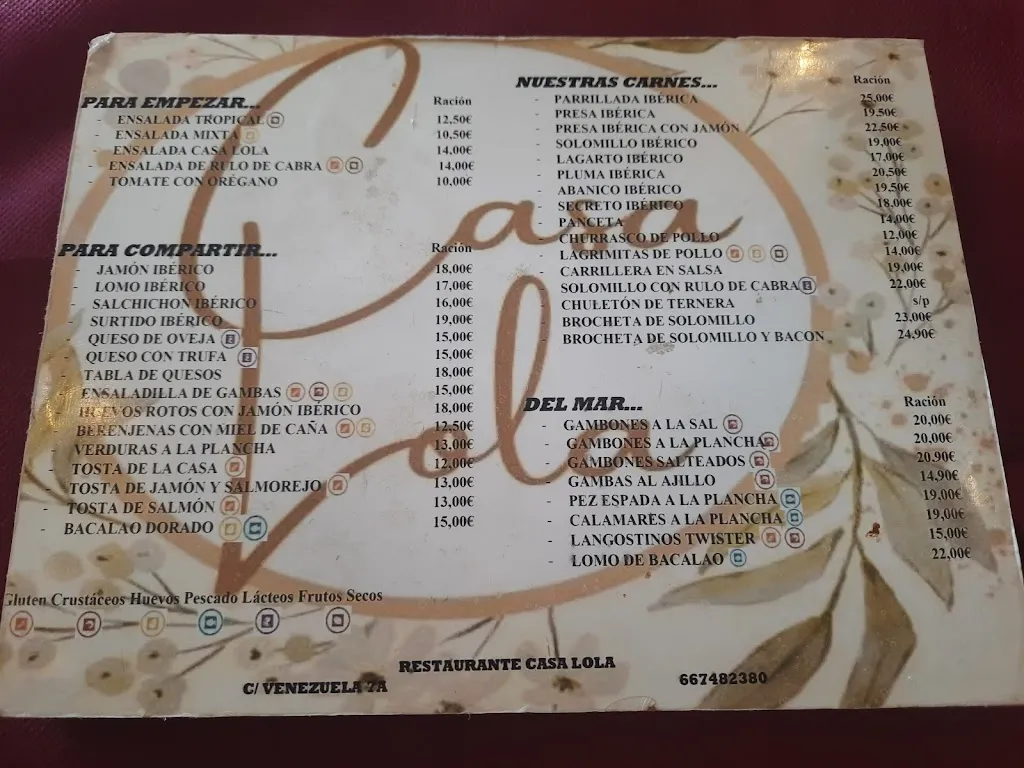 Casa Lola
PARA EMPEZAR... Ración
- ENSALADA TROPICAL 12,50€
- ENSALADA MIXTA 10,50€
- ENSALADA CASA LOLA 14,00€
- ENSALADA DE RULO DE CABRA 14,00€
- TOMATE CON ORÉGANO 10,00€
PARA COMPARTIR... Ración
- JAMÓN IBÉRICO 18,00€
- LOMO IBÉRICO 17,00€
- SALCHICHON IBÉRICO 16,00€
- SURTIDO IBÉRICO 19,00€
- QUESO DE OVEJA 15,00€
- QUESO CON TRUFA 15,00€
- TABLA DE QUESOS 18,00€
- ENSALADILLA DE GAMBAS 15,00€
- HUEVOS ROTOS CON JAMÓN IBÉRICO 18,00€
- BERENJENAS CON MIEL DE CAÑA 12,50€
- VERDURAS A LA PLANCHA 13,00€
- TOSTA DE LA CASA 12,00€
- TOSTA DE JAMÓN Y SALMOREJO 13,00€
- TOSTA DE SALMÓN 13,00€
- BACALAO DORADO 15,00€
Gluten Crustáceos Huevos Pescado Lácteos Frutos Secos
NUESTRAS CARNES... Ración
- PARRILLADA IBÉRICA 25,00€
- PRESA IBÉRICA 19,50€
- PRESA IBÉRICA CON JAMÓN 22,50€
- SOLOMILLO IBÉRICO 19,00€
- LAGARTO IBÉRICO 17,00€
- PLUMA IBÉRICA 20,50€
- ABANICO IBÉRICO 19,50€
- SECRETO IBÉRICO 18,00€
- PANCETA 14,00€
- CHURRASCO DE POLLO 12,00€
- LAGRIMITAS DE POLLO 14,00€
- CARRILLERA EN SALSA 19,00€
- SOLOMILLO CON RULO DE CABRA 22,00€
- CHULETÓN DE TERNERA s/p
- BROCHETA DE SOLOMILLO 23,00€
- BROCHETA DE SOLOMILLO Y BACON 24,90€
DEL MAR... Ración
- GAMBONES A LA SAL 20,00€
- GAMBONES A LA PLANCHA 20,00€
- GAMBONES SALTEADOS 20,90€
- GAMBAS AL AJILLO 14,90€
- PEZ ESPADA A LA PLANCHA 19,00€
- CALAMARES A LA PLANCHA 19,00€
- LANGOSTINOS TWISTER 15,00€
- LOMO DE BACALAO 22,00€
RESTAURANTE CASA LOLA
C/ VENEZUELA 7A 667482380